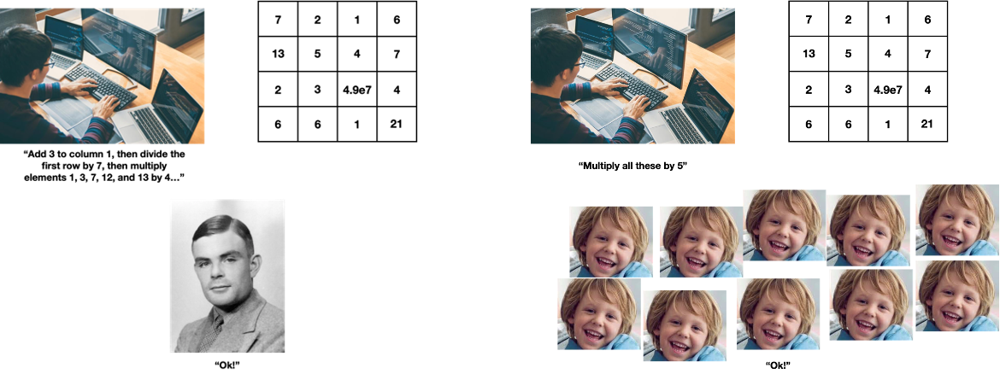 7 2 1 6
13 5 4 7
2 3 4.9e7 4
6 6 1 21
“Add 3 to column 1, then divide the
first row by 7, then multiply
elements 1, 3, 7, 12, and 13 by 4…”
“Ok!”
7 2 1 6
13 5 4 7
2 3 4.9e7 4
6 6 1 21
“Multiply all these by 5”
“Ok!”